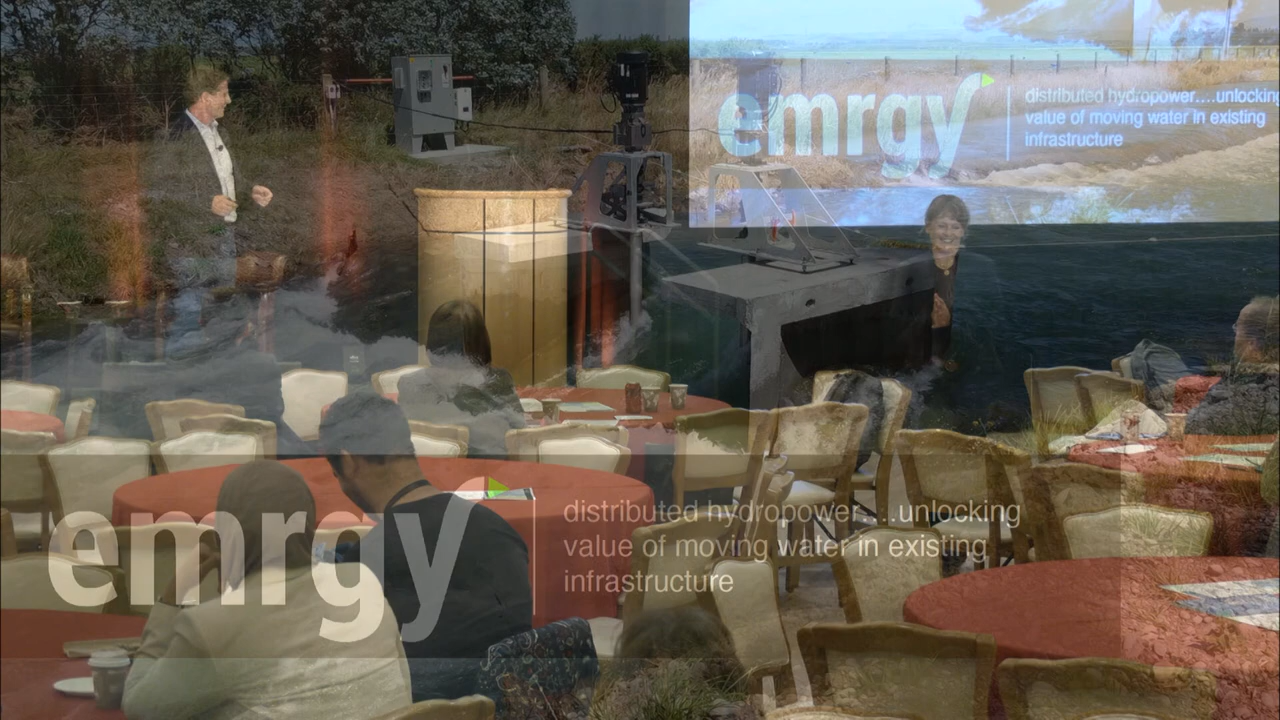 emrgy
distributed hydropower....unlocking
value of moving water in existing
infrastructure
emrgy
distributed hydropower....unlocking
value of moving water in existing
infrastructure